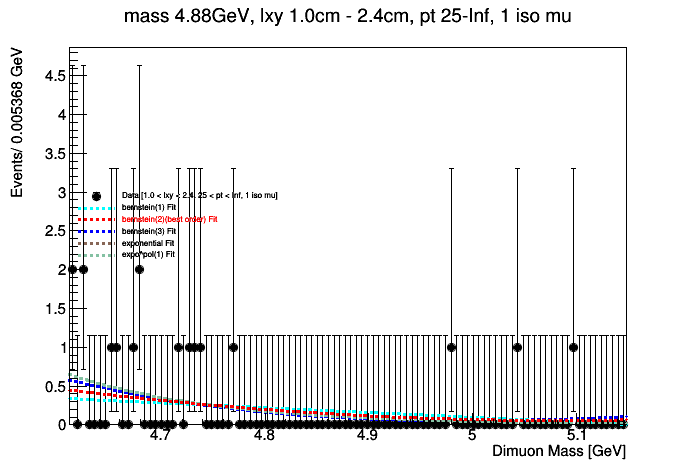 mass 4.88GeV, lxy 1.0cm - 2.4cm, pt 25-Inf, 1 iso mu
Events/ 0.005368 GeV
4.5
4
3.5
3
2.5
2
1.5
1
0.5
0
Data [1.0 < lxy < 2.4, 25 < pt < Inf, 1 iso mu]
bernstein(1) Fit
bernstein(2)(best order) Fit
bernstein(3) Fit
exponential Fit
expo*pol(1) Fit
4.7 4.8 4.9 5 5.1
Dimuon Mass [GeV]